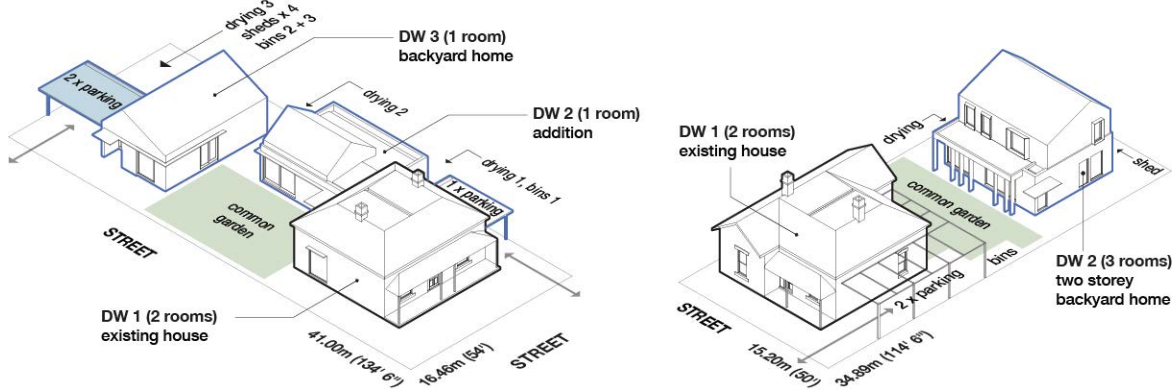 drying 3
sheds x 4
bins 2 + 3
DW 3 (1 room)
backyard home
2 x parking
drying 2
DW 2 (1 room)
addition
drying 1, bins 1
1 x parking
common
garden
STREET
DW 1 (2 rooms)
existing house
41.00m (134' 6")
16.46m (54')
STREET
DW 1 (2 rooms)
existing house
drying
shed
common garden
bins
DW 2 (3 rooms)
two storey
backyard home
2 x parking
STREET
15.20m (50')
34.89m (114' 6")